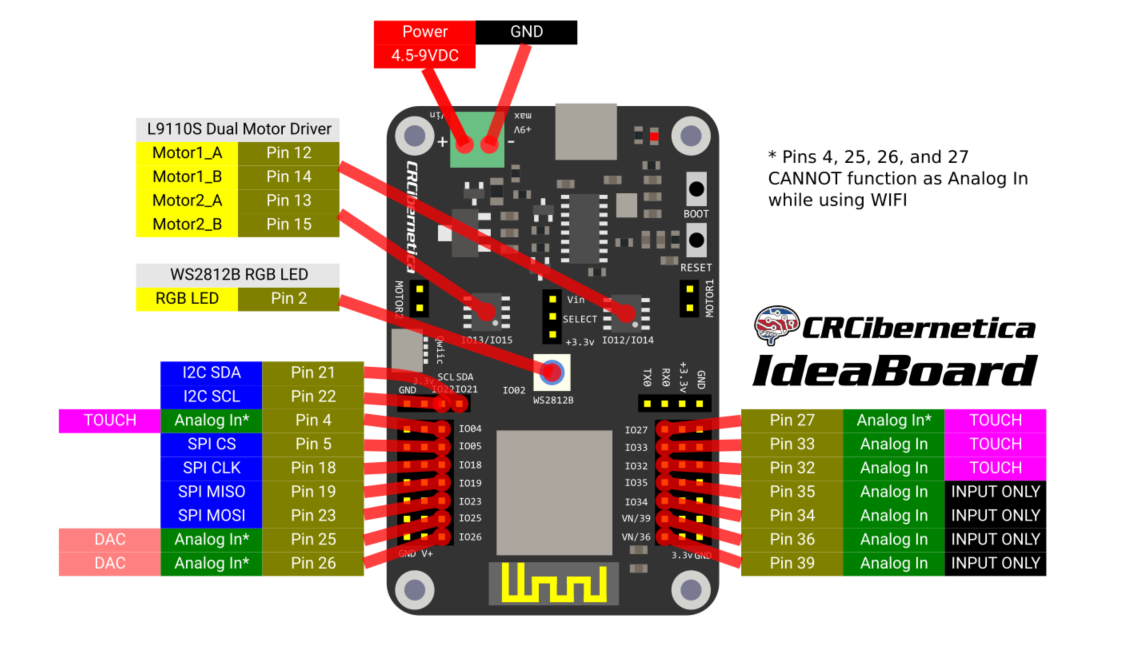 Power GND
4.5-9VDC
Vin
max
+9V
+ -
L9110S Dual Motor Driver
Motor1_A Pin 12
Motor1_B Pin 14
Motor2_A Pin 13
Motor2_B Pin 15
* Pins 4, 25, 26, and 27
CANNOT function as Analog In
while using WIFI
CRCibernetica
BOOT
RESET
WS2812B RGB LED
RGB LED Pin 2
MOTOR2
MOTOR1
Vin
SELECT
+3.3v
IO13/IO15
IO12/IO14
Qwiic
CRCibernetica
IdeaBoard
I2C SDA Pin 21
I2C SCL Pin 22
TOUCH Analog In* Pin 4
SPI CS Pin 5
SPI CLK Pin 18
SPI MISO Pin 19
SPI MOSI Pin 23
DAC Analog In* Pin 25
DAC Analog In* Pin 26
GND
3.3v
SCL SDA
IO22 IO21
IO02
WS2812B
TX0
RX0
+3.3v
GND
IO04
IO05
IO18
IO19
IO23
IO25
IO26
GND V+
IO27
IO33
IO32
IO35
IO34
VN/39
VN/36
3.3v GND
Pin 27 Analog In* TOUCH
Pin 33 Analog In TOUCH
Pin 32 Analog In TOUCH
Pin 35 Analog In INPUT ONLY
Pin 34 Analog In INPUT ONLY
Pin 36 Analog In INPUT ONLY
Pin 39 Analog In INPUT ONLY